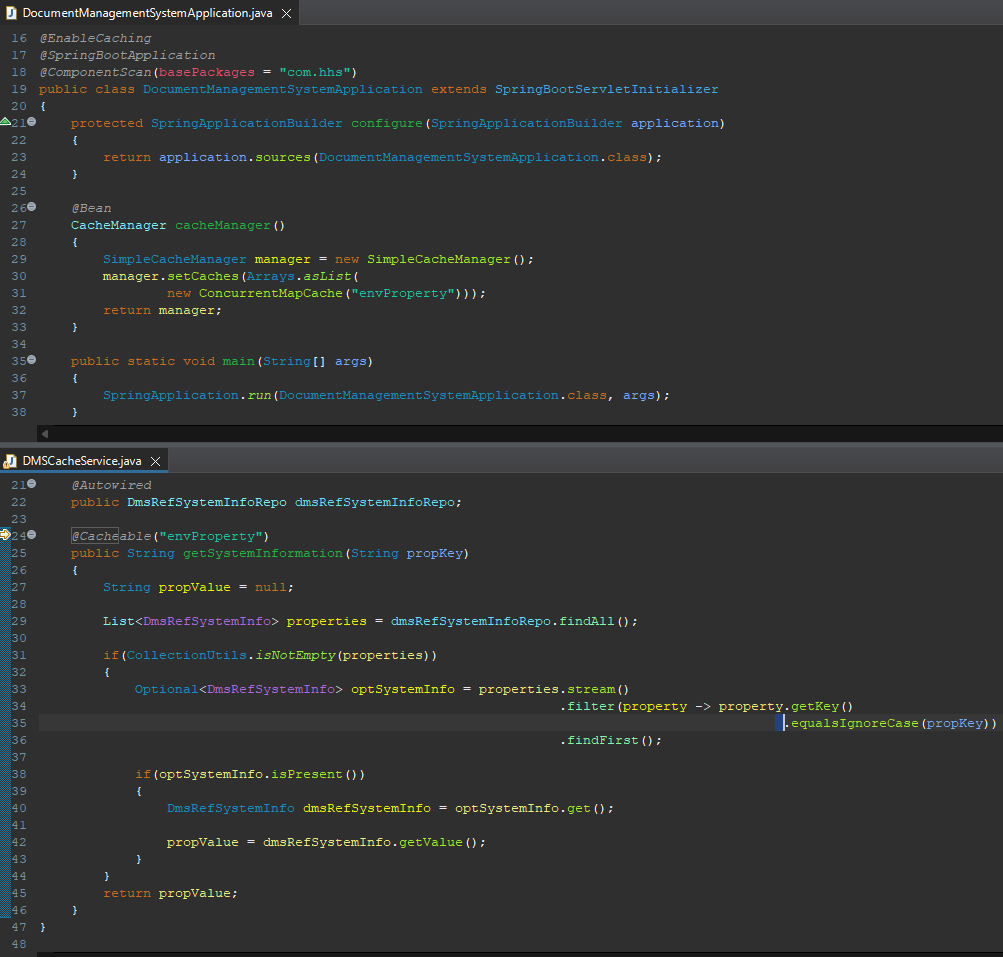 DocumentManagementSystemApplication.java
16 @EnableCaching
17 @SpringBootApplication
18 @ComponentScan(basePackages = "com.hhs")
19 public class DocumentManagementSystemApplication extends SpringBootServletInitializer
20 {
21     protected SpringApplicationBuilder configure(SpringApplicationBuilder application)
22     {
23         return application.sources(DocumentManagementSystemApplication.class);
24     }
25
26     @Bean
27     CacheManager cacheManager()
28     {
29         SimpleCacheManager manager = new SimpleCacheManager();
30         manager.setCaches(Arrays.asList(
31                 new ConcurrentMapCache("envProperty")));
32         return manager;
33     }
34
35     public static void main(String[] args)
36     {
37         SpringApplication.run(DocumentManagementSystemApplication.class, args);
38     }
DMSCacheService.java
21     @Autowired
22     public DmsRefSystemInfoRepo dmsRefSystemInfoRepo;
23
24     @Cacheable("envProperty")
25     public String getSystemInformation(String propKey)
26     {
27         String propValue = null;
28
29         List<DmsRefSystemInfo> properties = dmsRefSystemInfoRepo.findAll();
30
31         if(CollectionUtils.isNotEmpty(properties))
32         {
33             Optional<DmsRefSystemInfo> optSystemInfo = properties.stream()
34                                                                  .filter(property -> property.getKey()
35                                                                                              .equalsIgnoreCase(propKey))
36                                                                  .findFirst();
37
38             if(optSystemInfo.isPresent())
39             {
40                 DmsRefSystemInfo dmsRefSystemInfo = optSystemInfo.get();
41
42                 propValue = dmsRefSystemInfo.getValue();
43             }
44         }
45         return propValue;
46     }
47 }
48